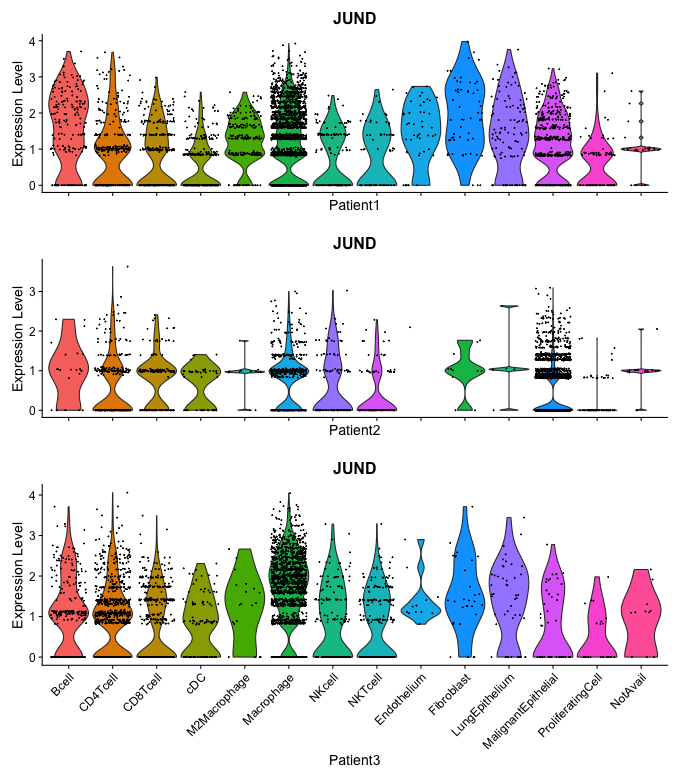 JUND
Expression Level
4
3
2
1
0
Patient1
JUND
Expression Level
3
2
1
0
Patient2
JUND
Expression Level
4
3
2
1
0
Bcell
CD4Tcell
CD8Tcell
cDC
M2Macrophage
Macrophage
NKcell
NKTcell
Endothelium
Fibroblast
LungEpithelium
MalignantEpithelial
ProliferatingCell
NotAvail
Patient3